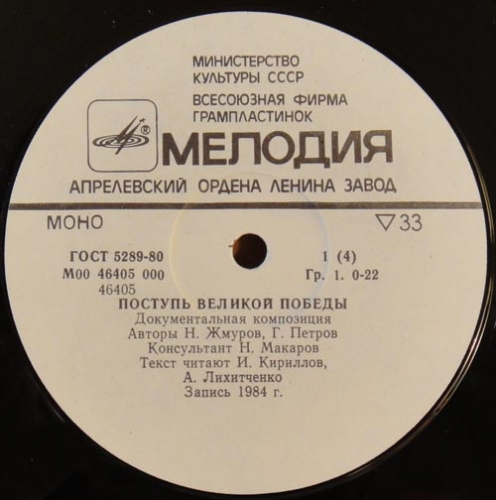 МИНИСТЕРСТВО
КУЛЬТУРЫ СССР
ВСЕСОЮЗНАЯ ФИРМА
ГРАМПЛАСТИНОК
® МЕЛОДИЯ
АПРЕЛЕВСКИЙ ОРДЕНА ЛЕНИНА ЗАВОД
МОНО ▽33
ГОСТ 5289-80 1 (4)
М00 46405 000 Гр. 1. 0-22
46405
ПОСТУПЬ ВЕЛИКОЙ ПОБЕДЫ
Документальная композиция
Авторы Н. Жмуров, Г. Петров
Консультант Н. Макаров
Текст читают И. Кириллов,
А. Лихитченко
Запись 1984 г.